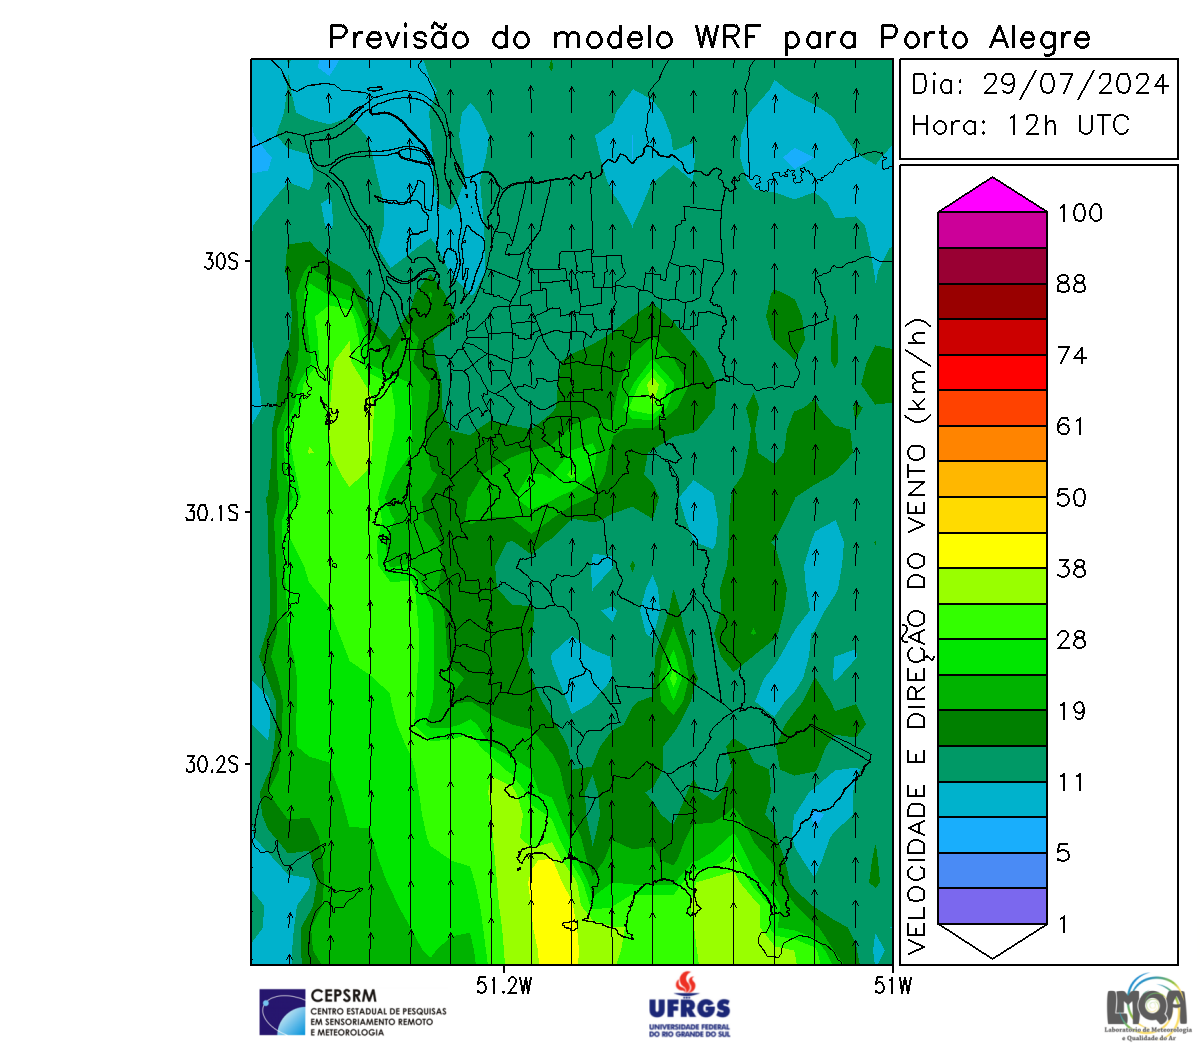 Previsão do modelo WRF para Porto Alegre
Dia: 29/07/2024
Hora: 12h UTC
100
88
74
61
50
38
28
19
11
5
1
VELOCIDADE E DIREÇÃO DO VENTO (km/h)
30S
30.1S
30.2S
51.2W
51W
CEPSRM
CENTRO ESTADUAL DE PESQUISAS
EM SENSORIAMENTO REMOTO
E METEOROLOGIA
UFRGS
UNIVERSIDADE FEDERAL
DO RIO GRANDE DO SUL
LMQA
Laboratório de Meteorologia
e Qualidade do Ar